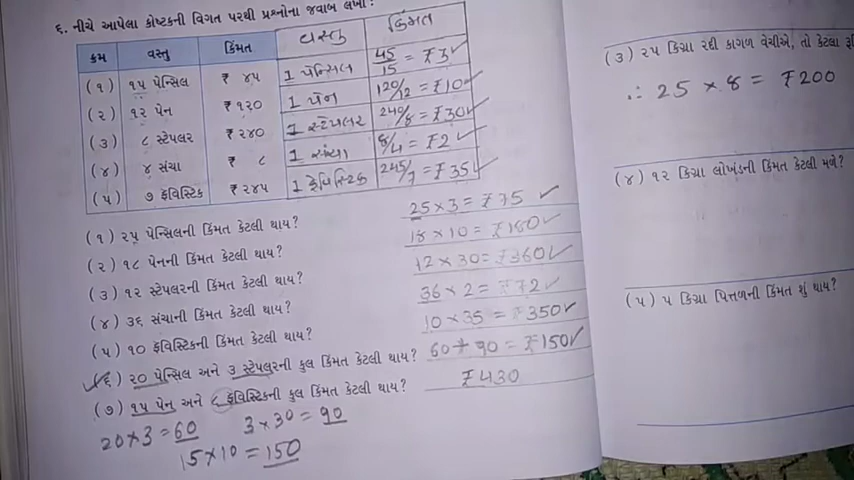 ૬. નીચે આપેલા કોષ્ટકની વિગત પરથી પ્રશ્નોના જવાબ લખો :
ક્રમ વસ્તુ કિંમત વસ્તુ કિંમત
(૧) ૧૫ પેન્સિલ ₹ ૪૫ 1 પેન્સિલ 45/15 = ₹3 ✓
(૨) ૧૨ પેન ₹ ૧૨૦ 1 પેન 120/2 = ₹10 ✓
(૩) ૮ સ્ટેપલર ₹ ૨૪૦ 1 સ્ટેપલર 240/8 = ₹30 ✓
(૪) ૪ સંચા ₹ ૮ 1 સંચા 8/4 = ₹2 ✓
(૫) ૭ ફેવિસ્ટિક ₹ ૨૪૫ 1 ફેવિસ્ટિક 245/7 = ₹35 ✓
(૧) ૨૫ પેન્સિલની કિંમત કેટલી થાય? 25 × 3 = ₹75 ✓
(૨) ૧૮ પેનની કિંમત કેટલી થાય? 18 × 10 = ₹180 ✓
(૩) ૧૨ સ્ટેપલરની કિંમત કેટલી થાય? 12 × 30 = ₹360 ✓
(૪) ૩૬ સંચાની કિંમત કેટલી થાય? 36 × 2 = ₹72 ✓
(૫) ૧૦ ફેવિસ્ટિકની કિંમત કેટલી થાય? 10 × 35 = ₹350 ✓
(૬) ૨૦ પેન્સિલ અને ૩ સ્ટેપલરની કુલ કિંમત કેટલી થાય? 60 + 90 = ₹150 ✓
(૭) ૧૫ પેન અને ૮ ફેવિસ્ટિકની કુલ કિંમત કેટલી થાય? ₹430
20 × 3 = 60 3 × 30 = 90
15 × 10 = 150
(૩) ૨૫ કિગ્રા રદ્દી કાગળ વેચીએ, તો કેટલા
∴ 25 × 8 = ₹200
(૪) ૧૨ કિગ્રા લોખંડની કિંમત કેટલી મળે?
(૫) ૫ કિગ્રા પિત્તળની કિંમત શું થાય?